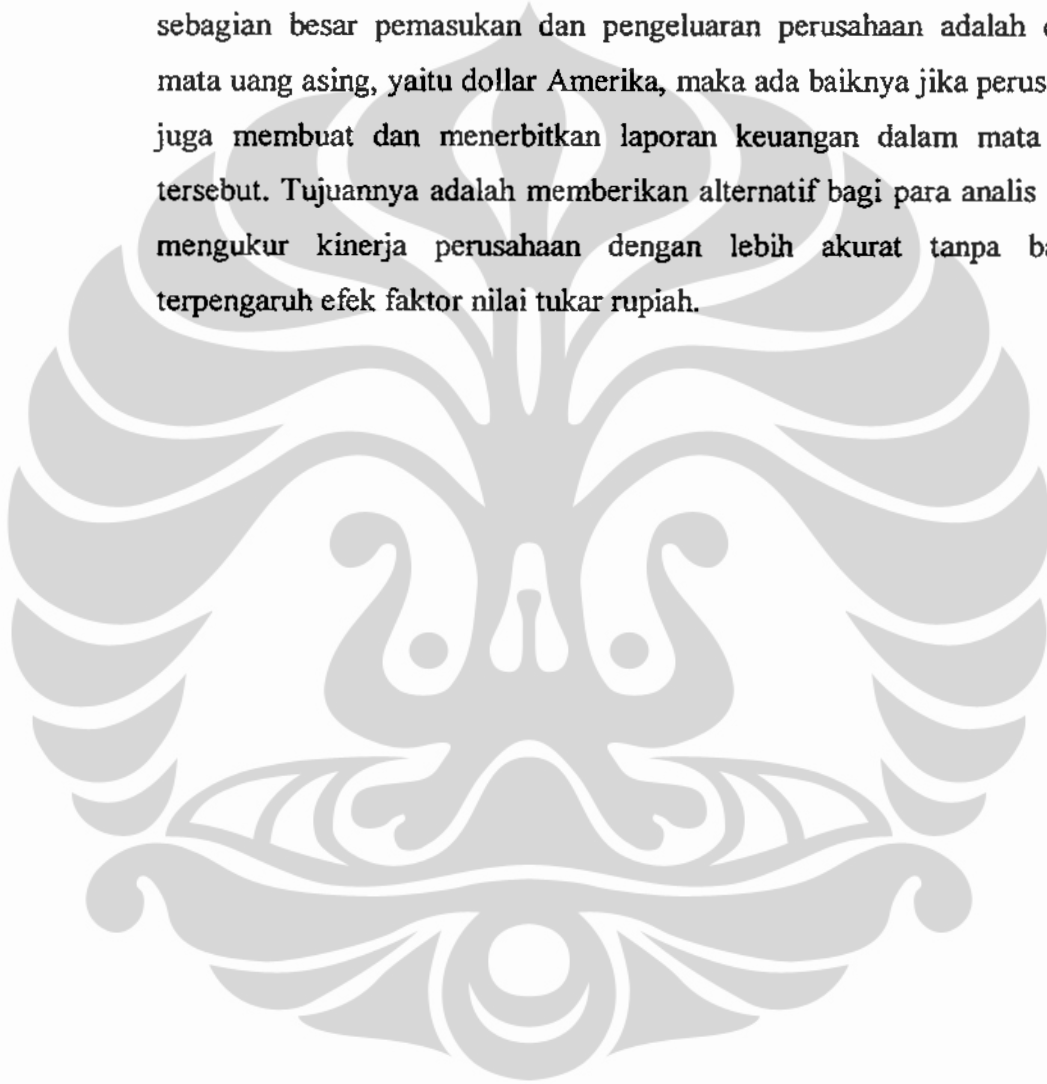 sebagian besar pemasukan dan pengeluaran perusahaan adalah
mata uang asing, yaitu dollar Amerika, maka ada baiknya jika
juga membuat dan menerbitkan laporan keuangan dalam mata
tersebut. Tujuannya adalah memberikan alternatif bagi para analis
mengukur kinerja perusahaan dengan lebih akurat tanpa
terpengaruh efek faktor nilai tukar rupiah.